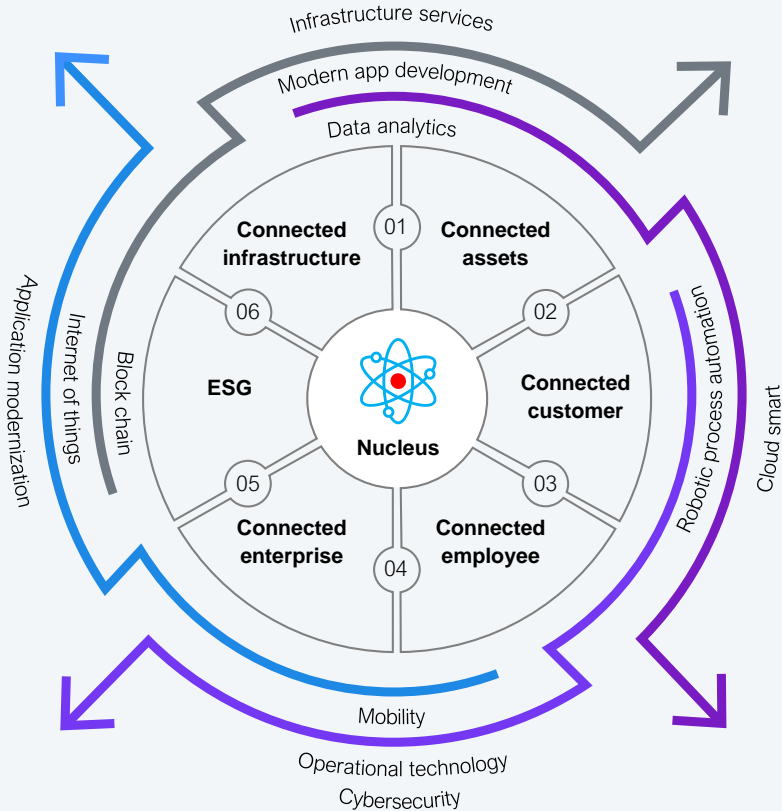 Infrastructure services
Modern app development
Data analytics
01
Connected
infrastructure
Connected
assets
06
02
Application modernization
Internet of things
Block chain
ESG
Nucleus
Connected
customer
Robotic process automation
Cloud smart
05
03
Connected
enterprise
Connected
employee
04
Mobility
Operational technology
Cybersecurity